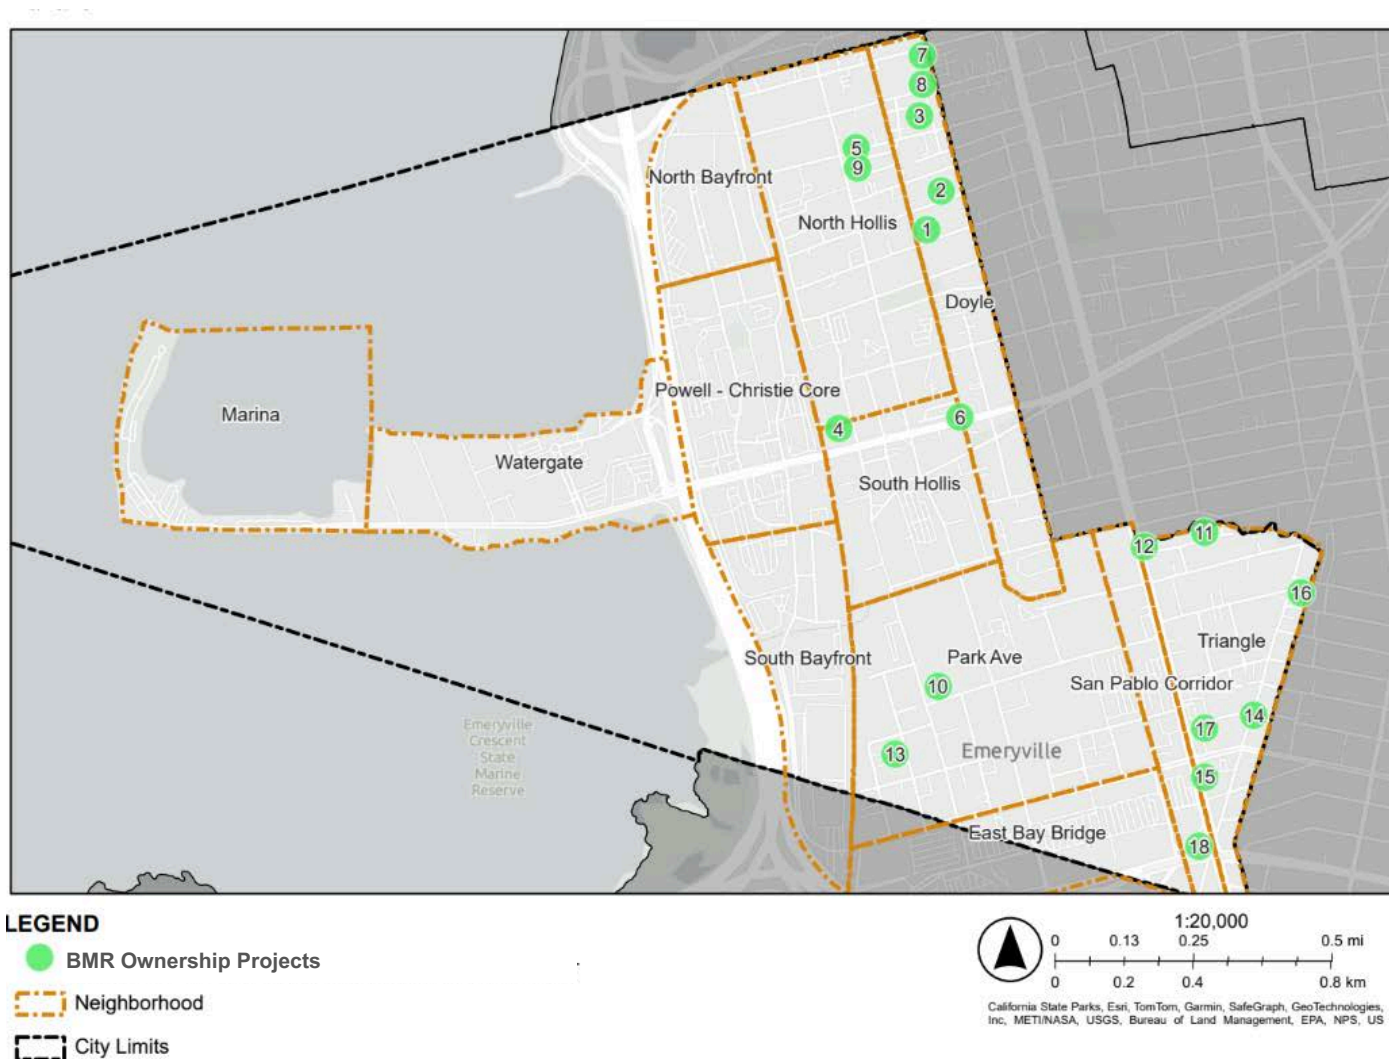 7
8
3
5
9
North Bayfront
2
North Hollis
1
Doyle
Powell - Christie Core
Marina
6
4
Watergate
South Hollis
11
12
16
Triangle
South Bayfront
Park Ave
San Pablo Corridor
10
14
Emeryville
Crescent
State
Marine
Reserve
17
13
Emeryville
15
East Bay Bridge
18
LEGEND
BMR Ownership Projects
Neighborhood
City Limits
1:20,000
0 0.13 0.25 0.5 mi
0 0.2 0.4 0.8 km
California State Parks, Esri, TomTom, Garmin, SafeGraph, GeoTechnologies,
Inc, METI/NASA, USGS, Bureau of Land Management, EPA, NPS, US